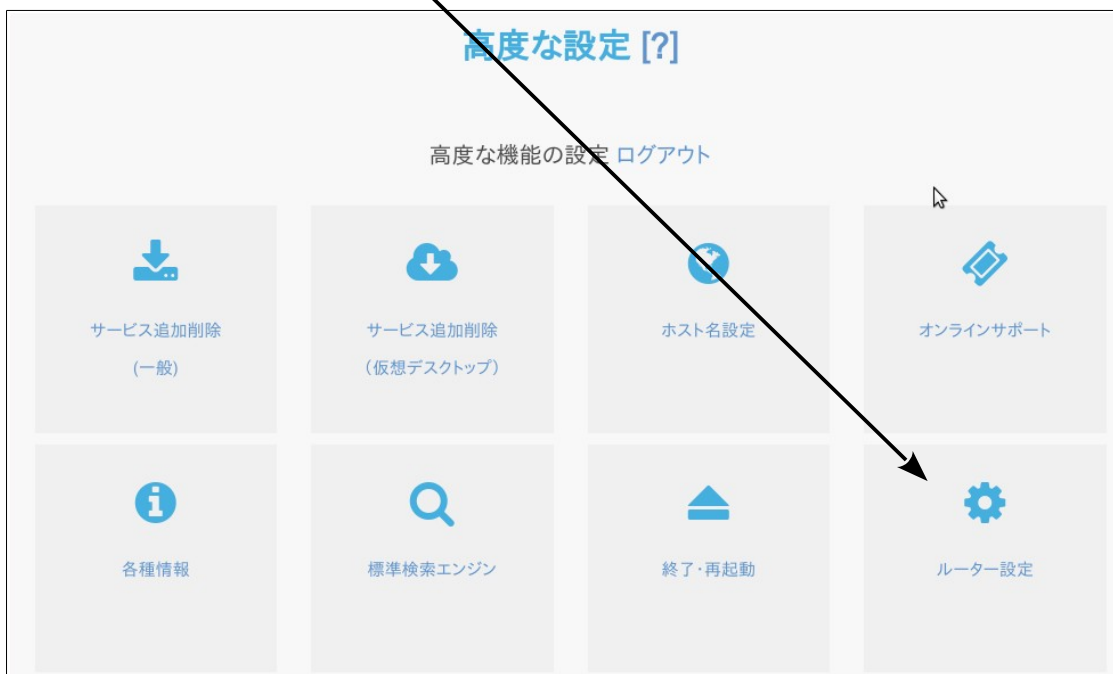 高度な設定 [?]
高度な機能の設定 ログアウト
サービス追加削除
(一般)
サービス追加削除
（仮想デスクトップ）
ホスト名設定
オンラインサポート
各種情報
標準検索エンジン
終了・再起動
ルーター設定